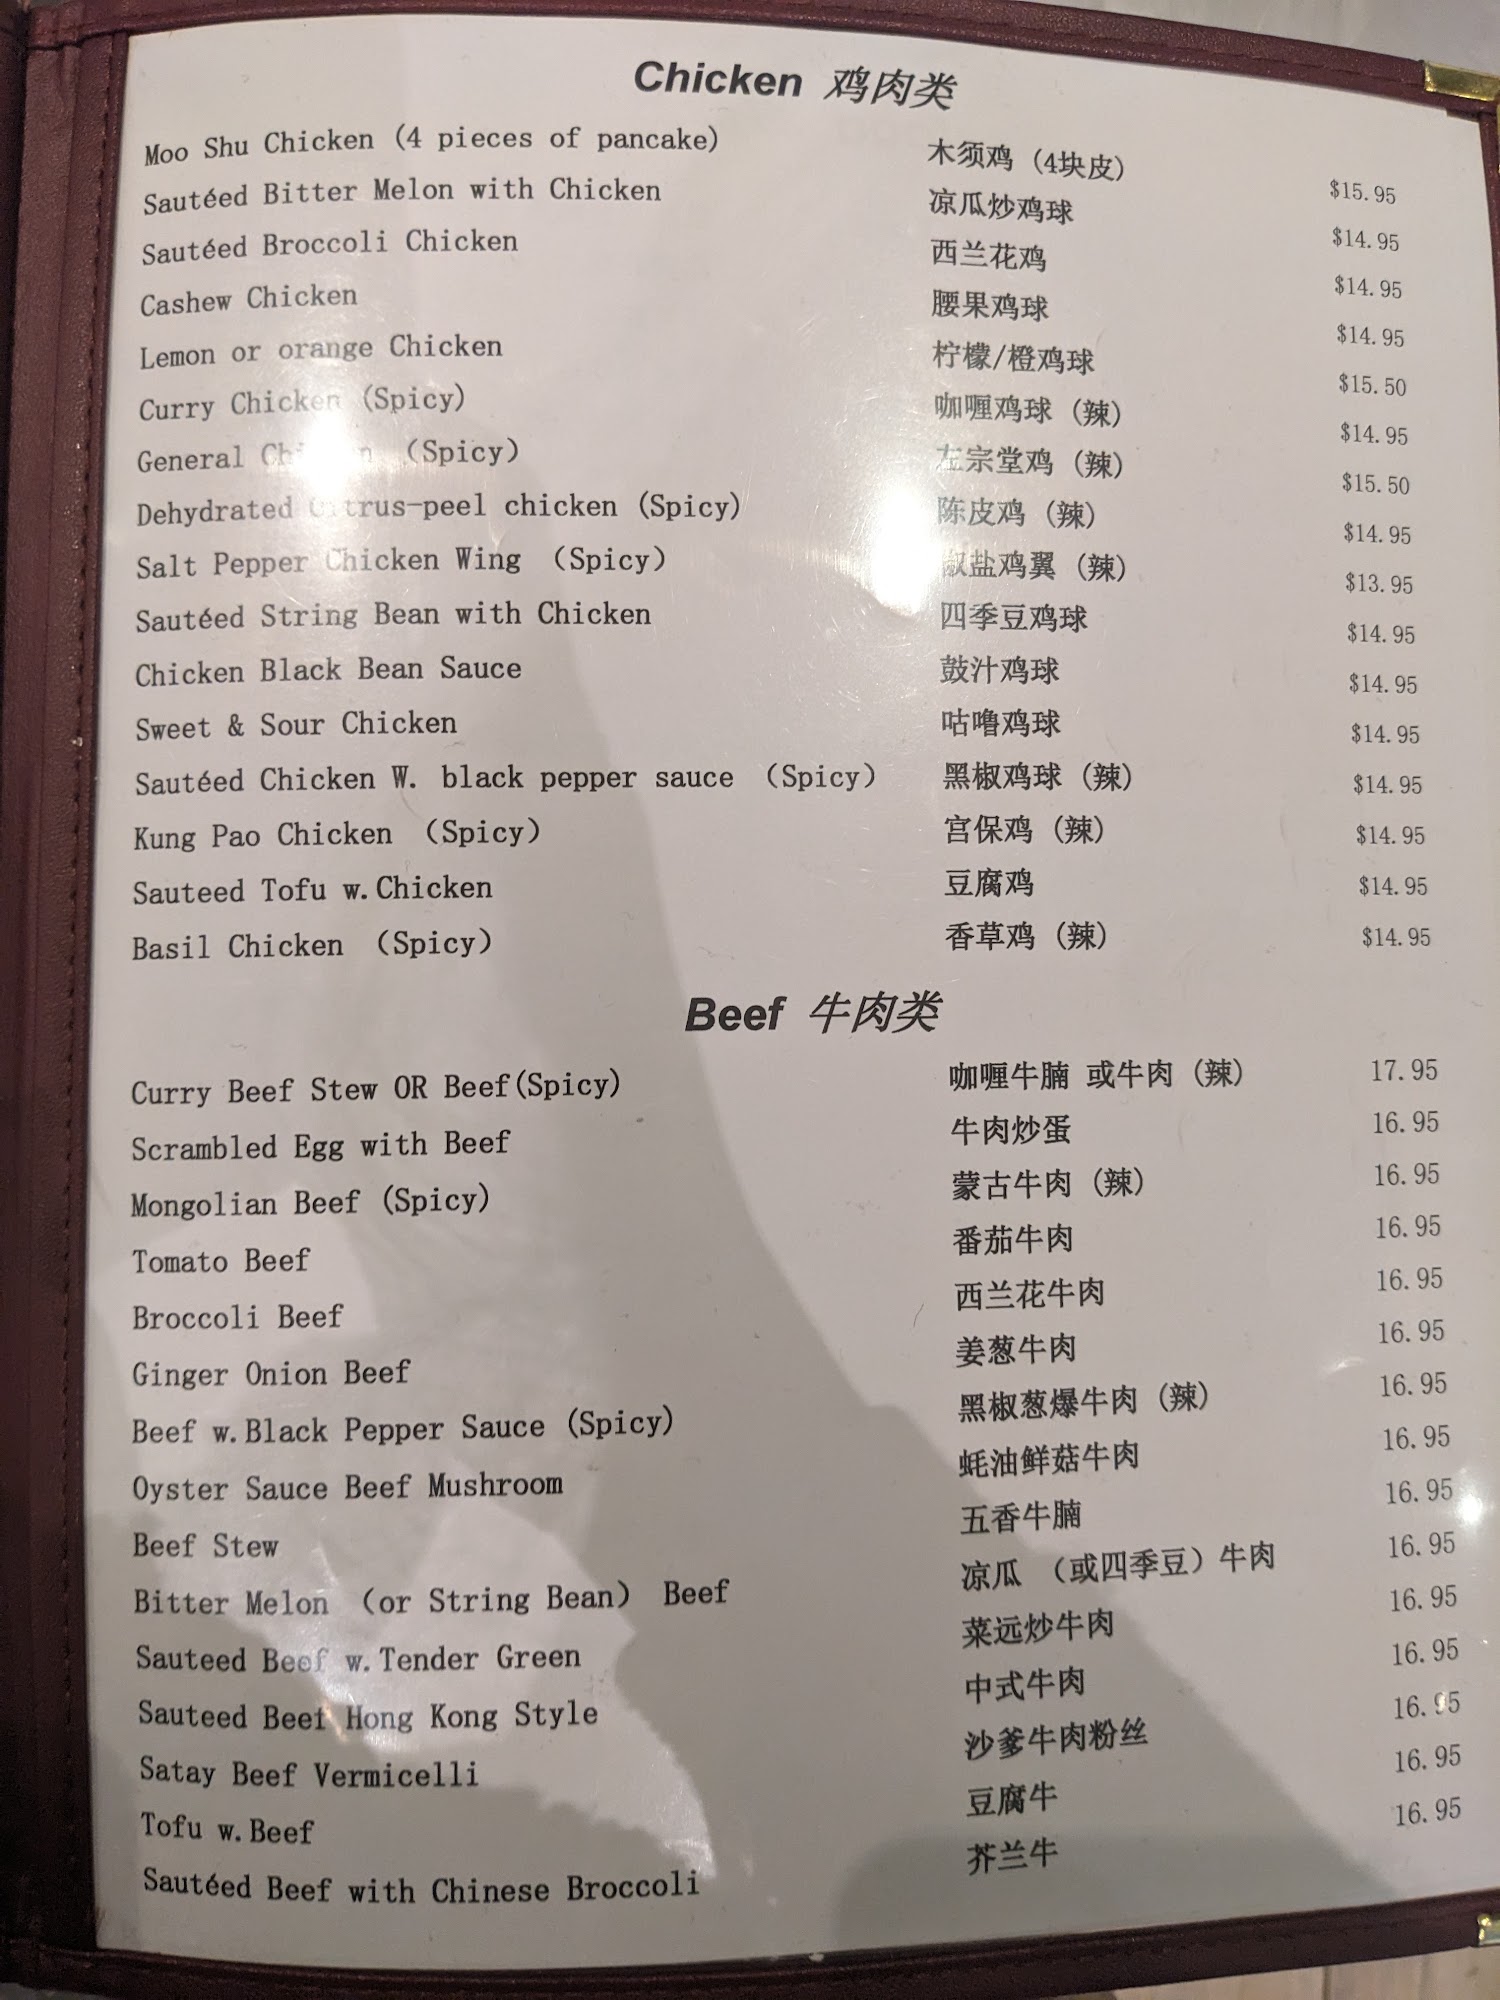 Chicken 鸡肉类
Moo Shu Chicken (4 pieces of pancake) 木须鸡 (4块皮) $15.95
Sautéed Bitter Melon with Chicken 凉瓜炒鸡球 $14.95
Sautéed Broccoli Chicken 西兰花鸡 $14.95
Cashew Chicken 腰果鸡球 $14.95
Lemon or orange Chicken 柠檬/橙鸡球 $15.50
Curry Chicken (Spicy) 咖喱鸡球 (辣) $14.95
General Chicken (Spicy) 左宗堂鸡 (辣) $15.50
Dehydrated Citrus-peel chicken (Spicy) 陈皮鸡 (辣) $14.95
Salt Pepper Chicken Wing (Spicy) 椒盐鸡翼 (辣) $13.95
Sautéed String Bean with Chicken 四季豆鸡球 $14.95
Chicken Black Bean Sauce 鼓汁鸡球 $14.95
Sweet & Sour Chicken 咕噜鸡球 $14.95
Sautéed Chicken W. black pepper sauce (Spicy) 黑椒鸡球 (辣) $14.95
Kung Pao Chicken (Spicy) 宫保鸡 (辣) $14.95
Sauteed Tofu w. Chicken 豆腐鸡 $14.95
Basil Chicken (Spicy) 香草鸡 (辣) $14.95
Beef 牛肉类
Curry Beef Stew OR Beef(Spicy) 咖喱牛腩 或牛肉 (辣) 17.95
Scrambled Egg with Beef 牛肉炒蛋 16.95
Mongolian Beef (Spicy) 蒙古牛肉 (辣) 16.95
Tomato Beef 番茄牛肉 16.95
Broccoli Beef 西兰花牛肉 16.95
Ginger Onion Beef 姜葱牛肉 16.95
Beef w. Black Pepper Sauce (Spicy) 黑椒葱爆牛肉 (辣) 16.95
Oyster Sauce Beef Mushroom 蚝油鲜菇牛肉 16.95
Beef Stew 五香牛腩 16.95
Bitter Melon (or String Bean) Beef 凉瓜 (或四季豆) 牛肉 16.95
Sauteed Beef w. Tender Green 菜远炒牛肉 16.95
Sauteed Beef Hong Kong Style 中式牛肉 16.95
Satay Beef Vermicelli 沙爹牛肉粉丝 16.95
Tofu w. Beef 豆腐牛 16.95
Sautéed Beef with Chinese Broccoli 芥兰牛 16.95